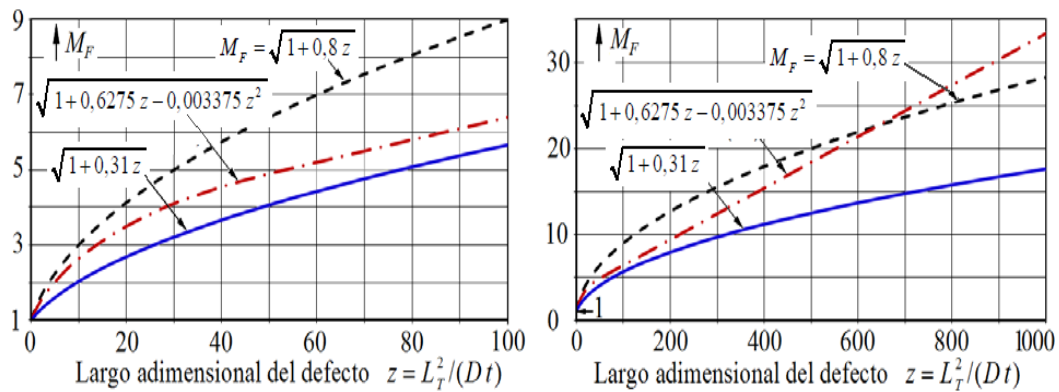 9
7
5
3
1
M_F
M_F = √(1+0,8 z)
√(1+0,6275 z−0,003375 z²)
√(1+0,31 z)
0 20 40 60 80 100
Largo adimensional del defecto z = L_T²/(D t)
30
20
10
0
M_F
M_F = √(1+0,8 z)
√(1+0,6275 z−0,003375 z²)
√(1+0,31 z)
1
0 200 400 600 800 1000
Largo adimensional del defecto z = L_T²/(D t)